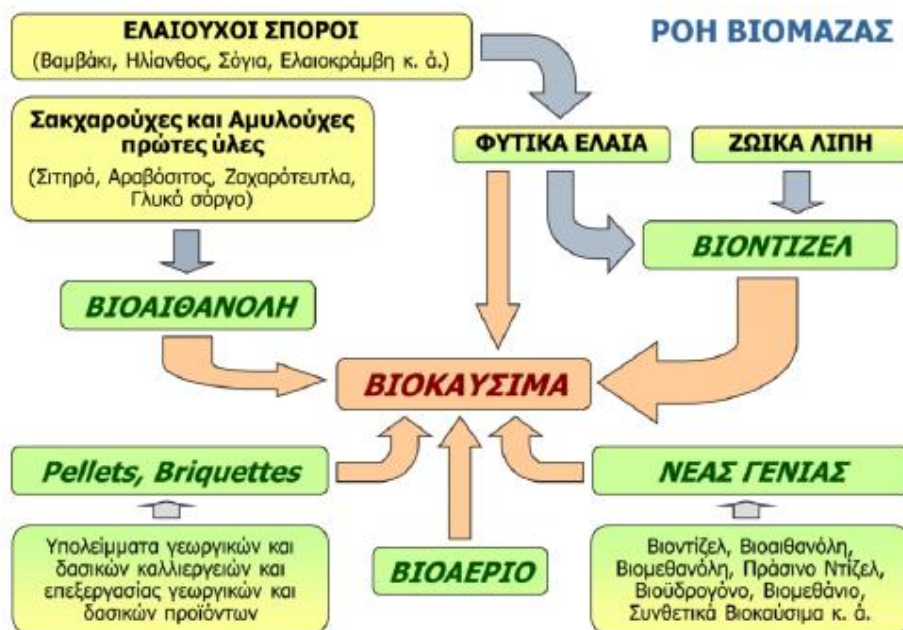 ΕΛΑΙΟΥΧΟΙ ΣΠΟΡΟΙ
(Βαμβάκι, Ηλίανθος, Σόγια, Ελαιοκράμβη κ. ά.)
ΡΟΗ ΒΙΟΜΑΖΑΣ
Σακχαρούχες και Αμυλούχες
πρώτες ύλες
(Σιτηρά, Αραβόσιτος, Ζαχαρότευτλα,
Γλυκό σόργο)
ΦΥΤΙΚΑ ΕΛΑΙΑ
ΖΩΙΚΑ ΛΙΠΗ
ΒΙΟΝΤΙΖΕΛ
ΒΙΟΑΙΘΑΝΟΛΗ
ΒΙΟΚΑΥΣΙΜΑ
Pellets, Briquettes
ΝΕΑΣ ΓΕΝΙΑΣ
Υπολείμματα γεωργικών και
δασικών καλλιεργειών και
επεξεργασίας γεωργικών και
δασικών προϊόντων
ΒΙΟΑΕΡΙΟ
Βιοντίζελ, Βιοαιθανόλη,
Βιομεθανόλη, Πράσινο Ντίζελ,
Βιοϋδρογόνο, Βιομεθάνιο,
Συνθετικά Βιοκαύσιμα κ. ά.